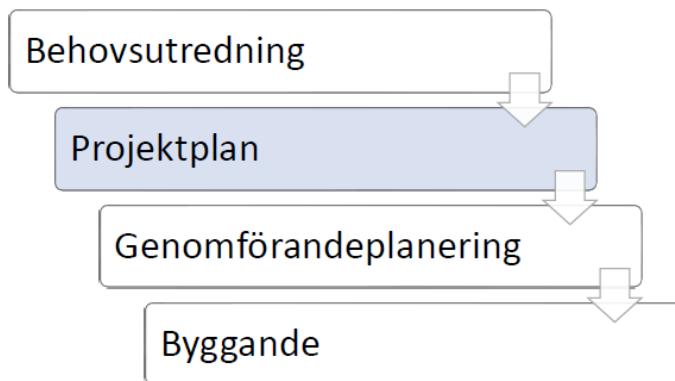 Behovsutredning
Projektplan
Genomförandeplanering
Byggande